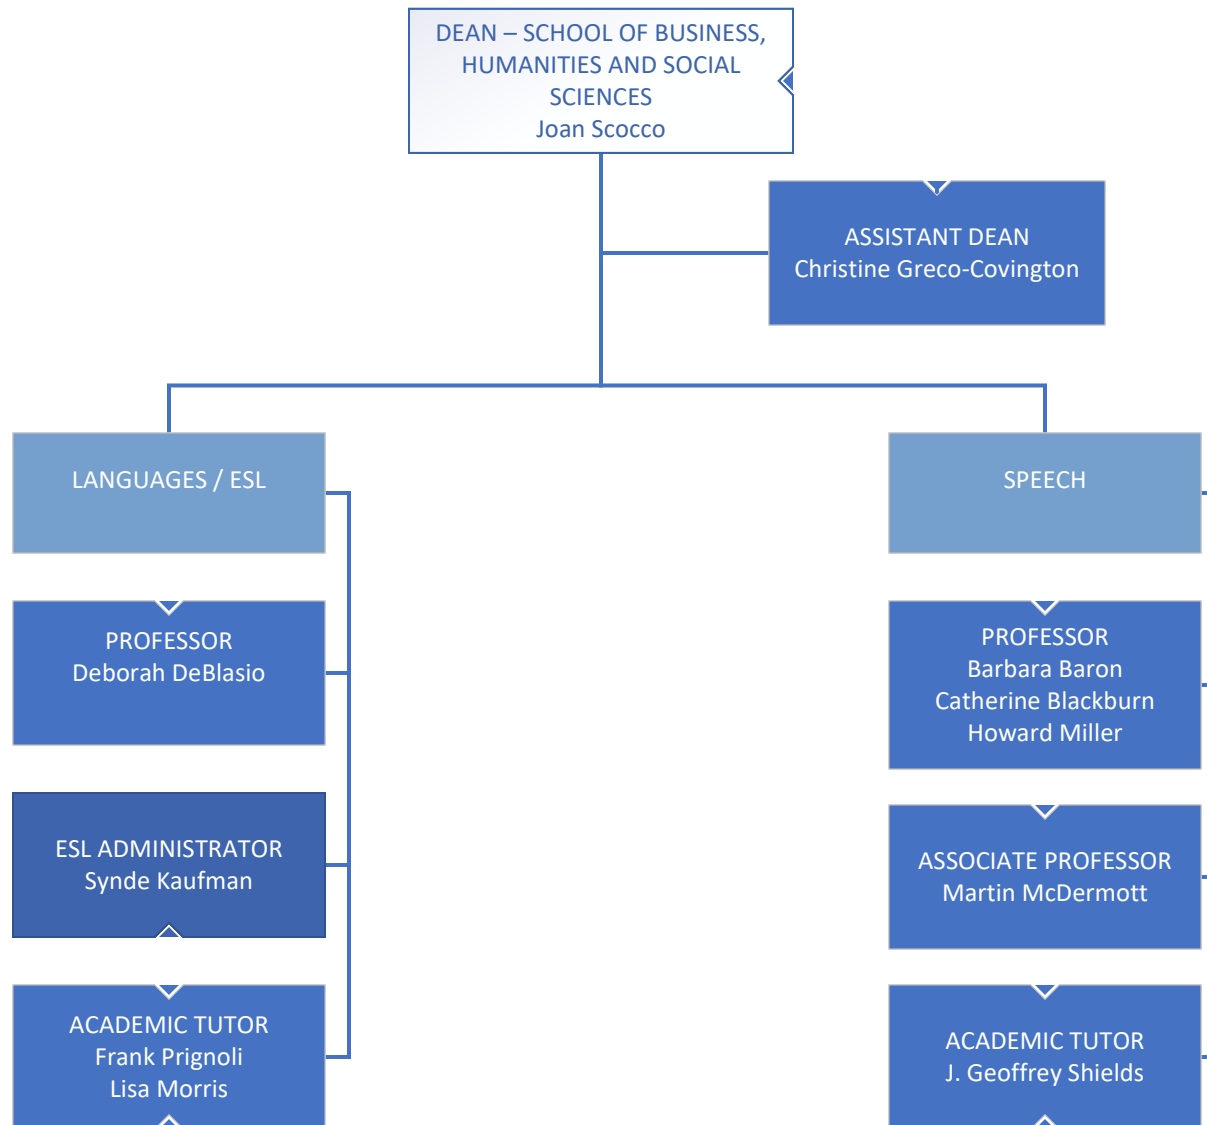 DEAN – SCHOOL OF BUSINESS,
HUMANITIES AND SOCIAL
SCIENCES
Joan Scocco
ASSISTANT DEAN
Christine Greco-Covington
LANGUAGES / ESL
PROFESSOR
Deborah DeBlasio
ESL ADMINISTRATOR
Synde Kaufman
ACADEMIC TUTOR
Frank Prignoli
Lisa Morris
SPEECH
PROFESSOR
Barbara Baron
Catherine Blackburn
Howard Miller
ASSOCIATE PROFESSOR
Martin McDermott
ACADEMIC TUTOR
J. Geoffrey Shields